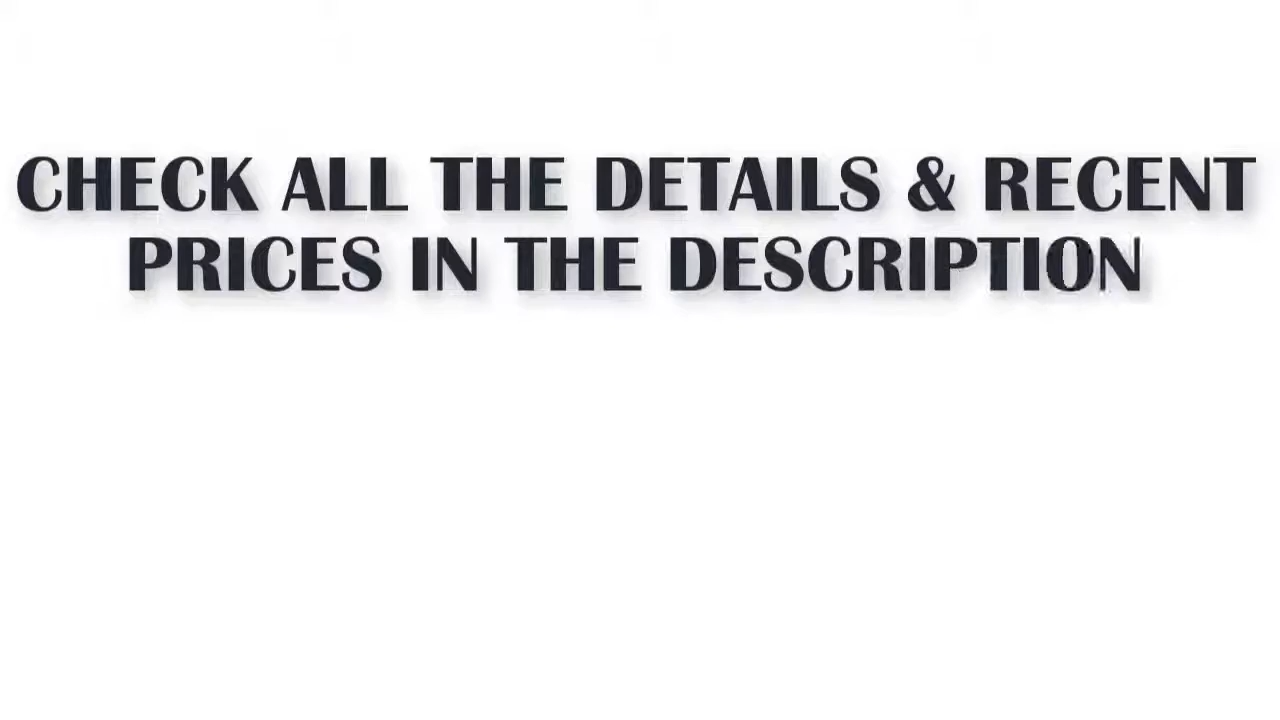 CHECK ALL THE DETAILS & RECENT
PRICES IN THE DESCRIPTION